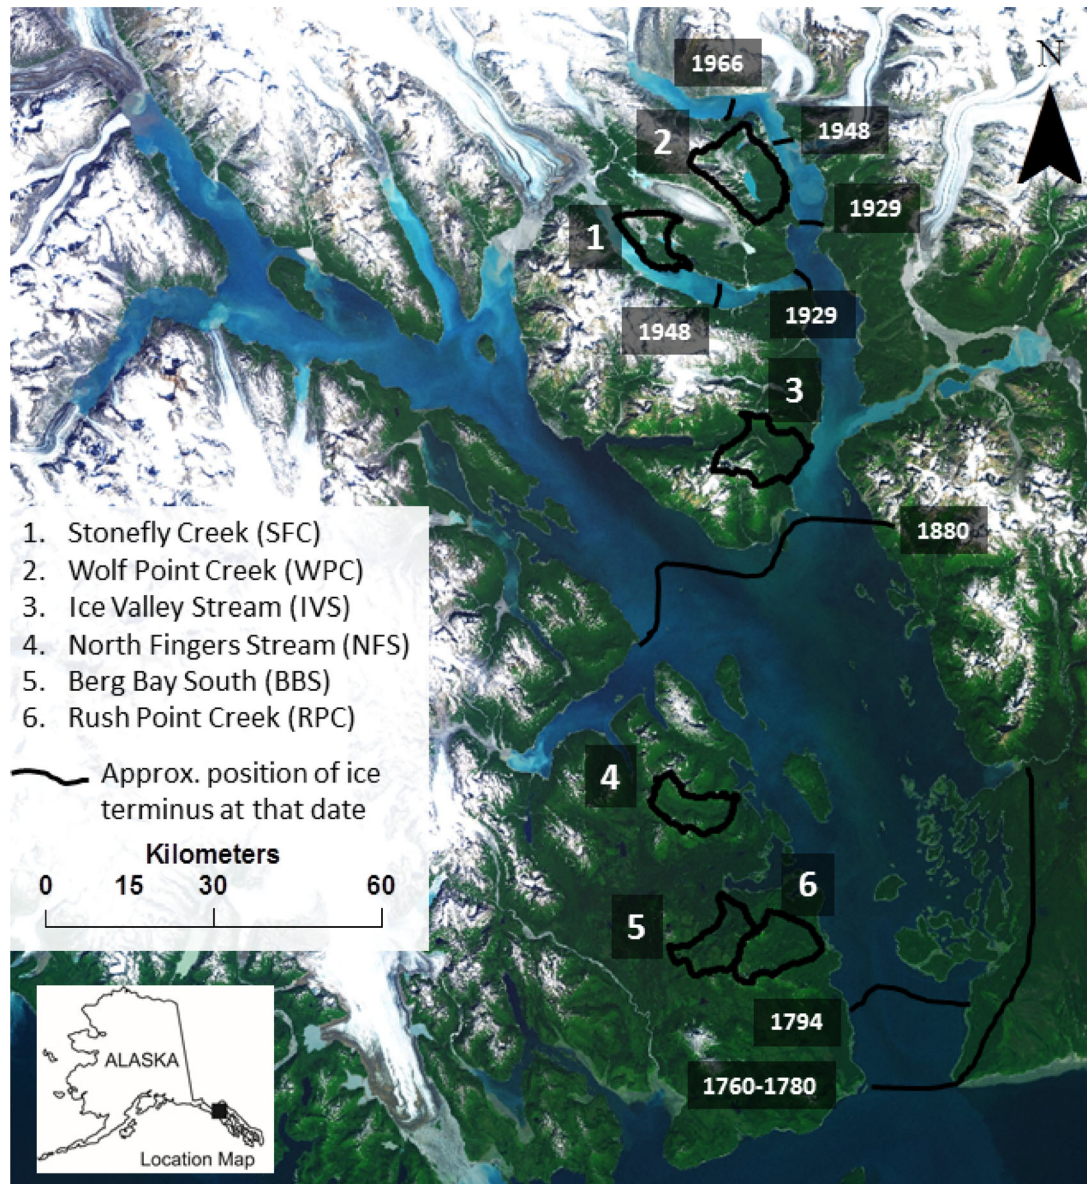 N
1966
2
1948
1929
1
1948
1929
3
1880
1. Stonefly Creek (SFC)
2. Wolf Point Creek (WPC)
3. Ice Valley Stream (IVS)
4. North Fingers Stream (NFS)
5. Berg Bay South (BBS)
6. Rush Point Creek (RPC)
Approx. position of ice
terminus at that date
Kilometers
0 15 30 60
4
6
5
1794
1760-1780
ALASKA
Location Map